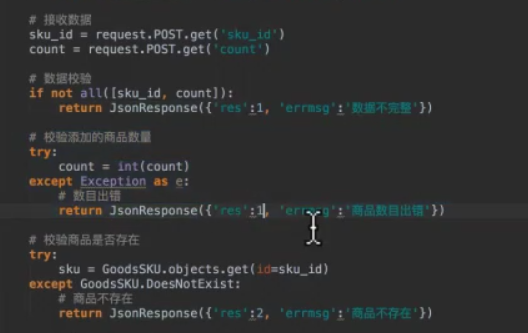 # 接收数据
sku_id = request.POST.get('sku_id')
count = request.POST.get('count')
# 数据校验
if not all([sku_id, count]):
return JsonResponse({'res':1, 'errmsg':'数据不完整'})
# 校验添加的商品数量
try:
count = int(count)
except Exception as e:
# 数目出错
return JsonResponse({'res':1, 'errmsg':'商品数目出错'})
# 校验商品是否存在
try:
sku = GoodsSKU.objects.get(id=sku_id)
except GoodsSKU.DoesNotExist:
# 商品不存在
return JsonResponse({'res':2, 'errmsg':'商品不存在'})